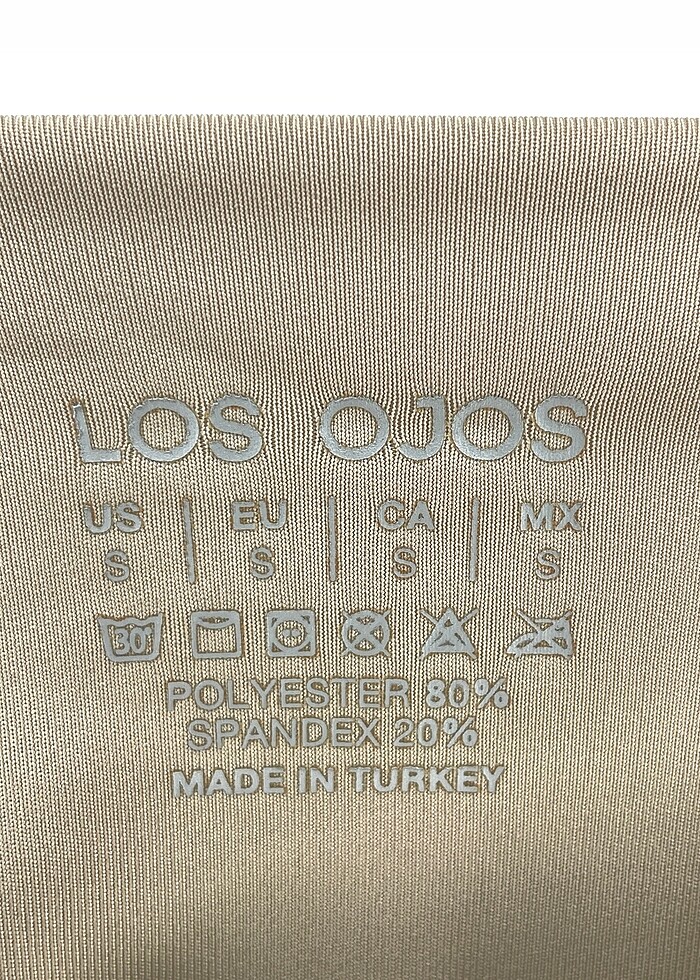 LOS OJOS
US | EU | CA | MX
S | S | S | S
30°
POLYESTER 80%
SPANDEX 20%
MADE IN TURKEY